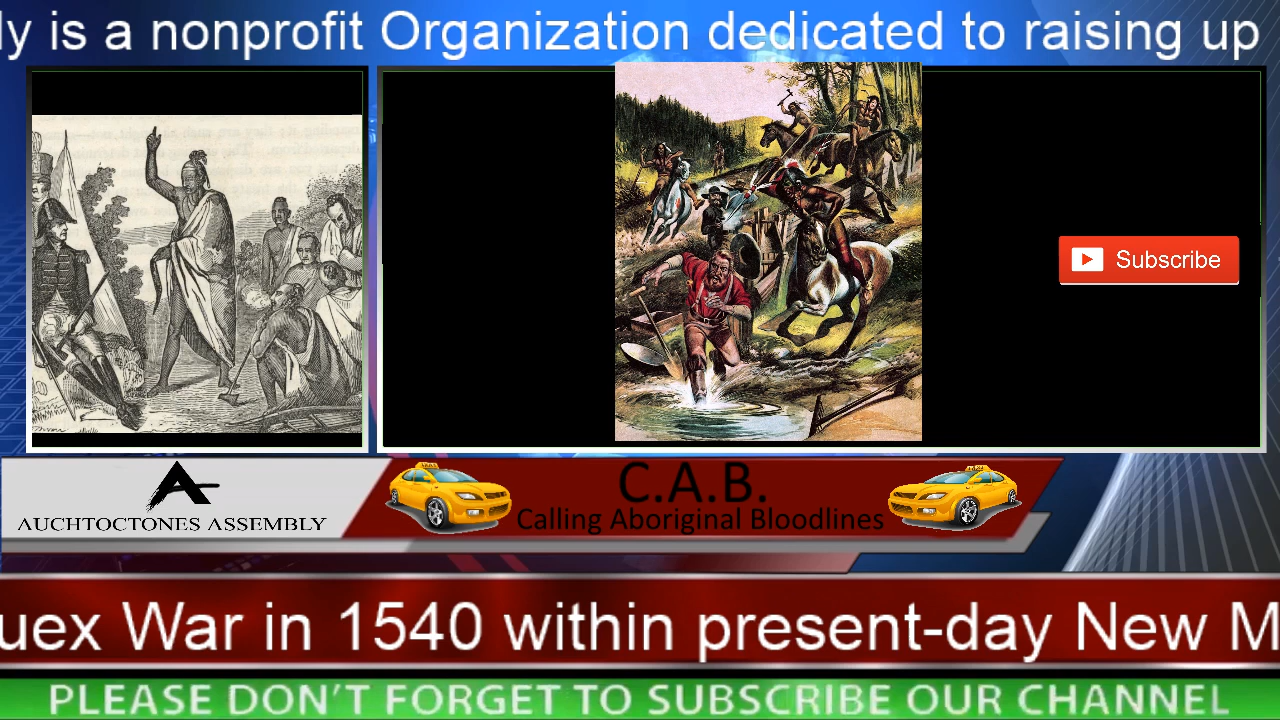 ly is a nonprofit Organization dedicated to raising up
Subscribe
AUCHTOCTONES ASSEMBLY
C.A.B.
Calling Aboriginal Bloodlines
uex War in 1540 within present-day New M
PLEASE DON'T FORGET TO SUBSCRIBE OUR CHANNEL